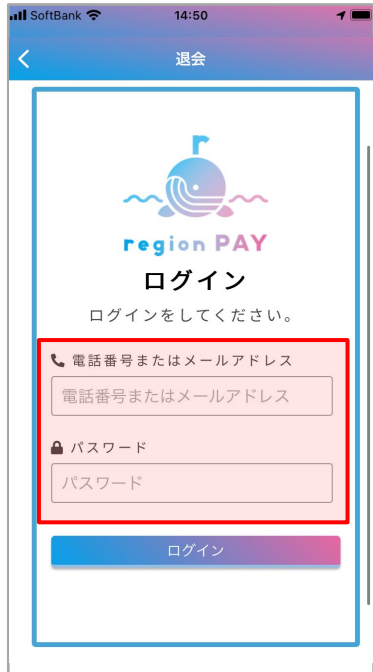 SoftBank 14:50
退会
r
region PAY
ログイン
ログインをしてください。
電話番号またはメールアドレス
電話番号またはメールアドレス
パスワード
パスワード
ログイン